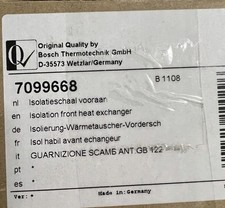 Original Quality by
Bosch Thermotechnik GmbH
D-35573 Wetzlar/Germany
7099668
B 1108
nl Isolatieschaal vooraan
en Isolation front heat exchanger
de Isolierung-Wärmetauscher-Vordersch
fr Isol habil avant echangeur
it GUARNIZIONE SCAMB ANT GB 122
pt *
es *
Ver: *
Made in: Germany